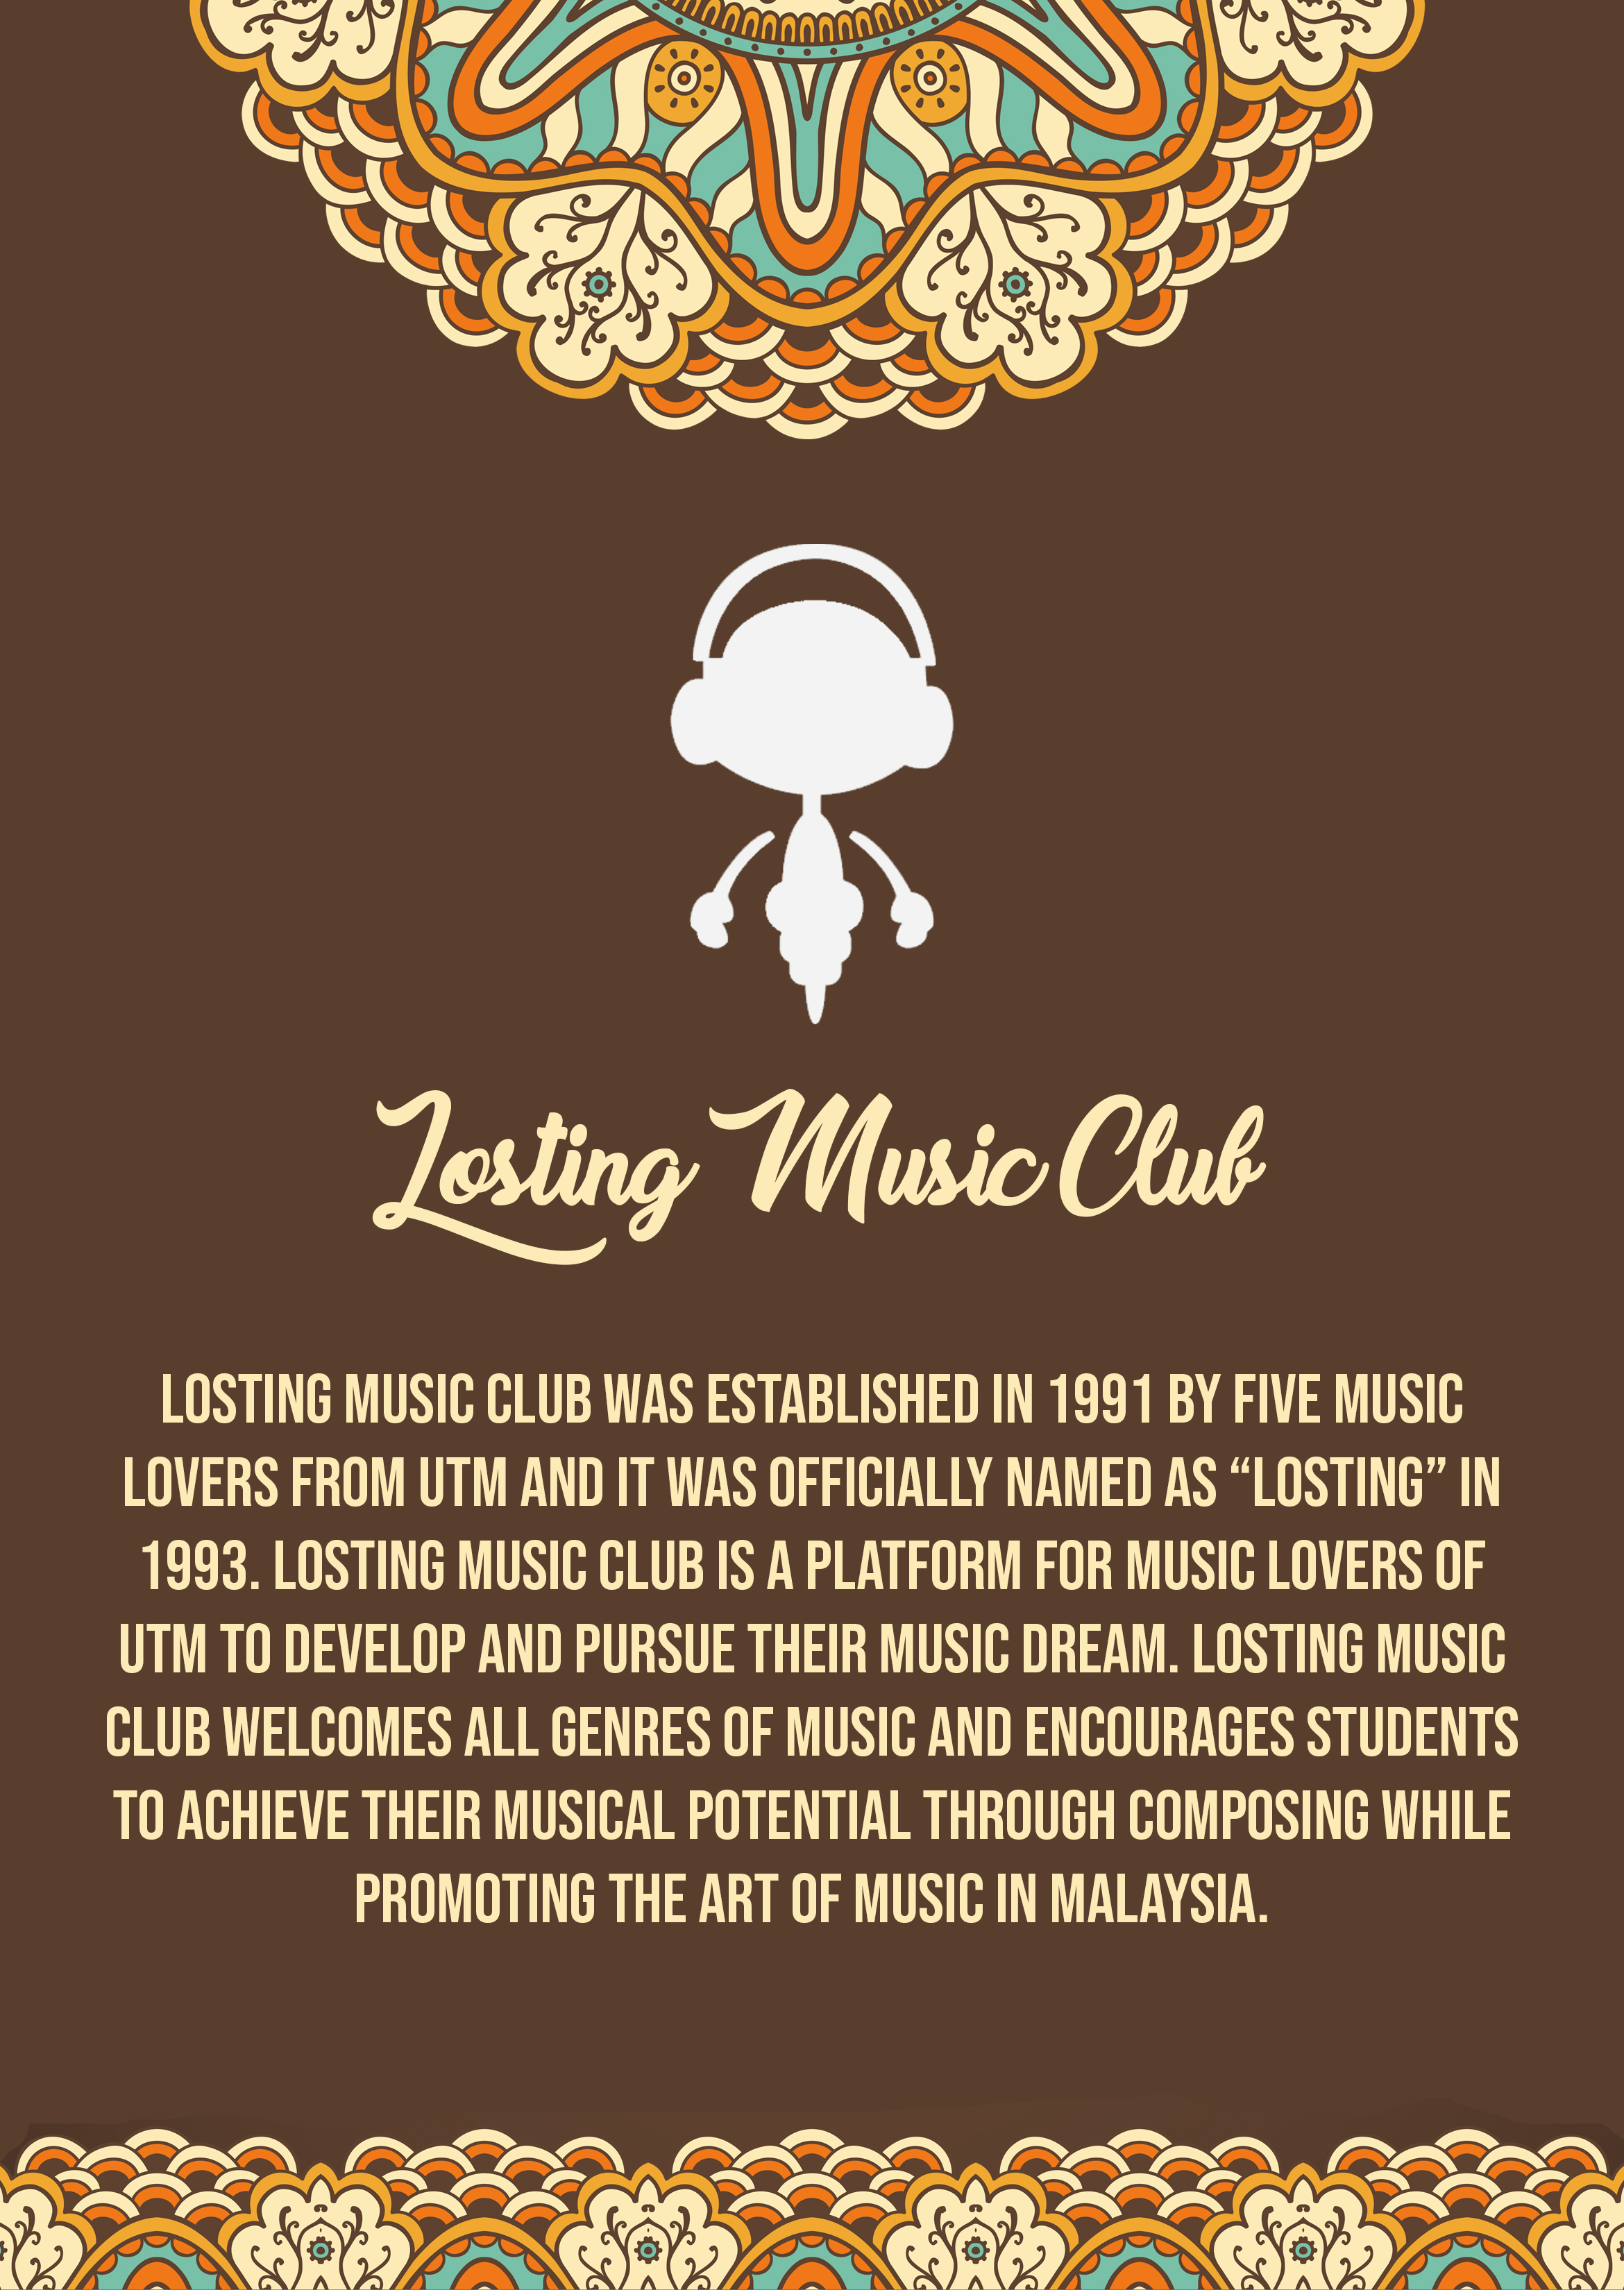 Losting Music Club
LOSTING MUSIC CLUB WAS ESTABLISHED IN 1991 BY FIVE MUSIC
LOVERS FROM UTM AND IT WAS OFFICIALLY NAMED AS “LOSTING” IN
1993. LOSTING MUSIC CLUB IS A PLATFORM FOR MUSIC LOVERS OF
UTM TO DEVELOP AND PURSUE THEIR MUSIC DREAM. LOSTING MUSIC
CLUB WELCOMES ALL GENRES OF MUSIC AND ENCOURAGES STUDENTS
TO ACHIEVE THEIR MUSICAL POTENTIAL THROUGH COMPOSING WHILE
PROMOTING THE ART OF MUSIC IN MALAYSIA.